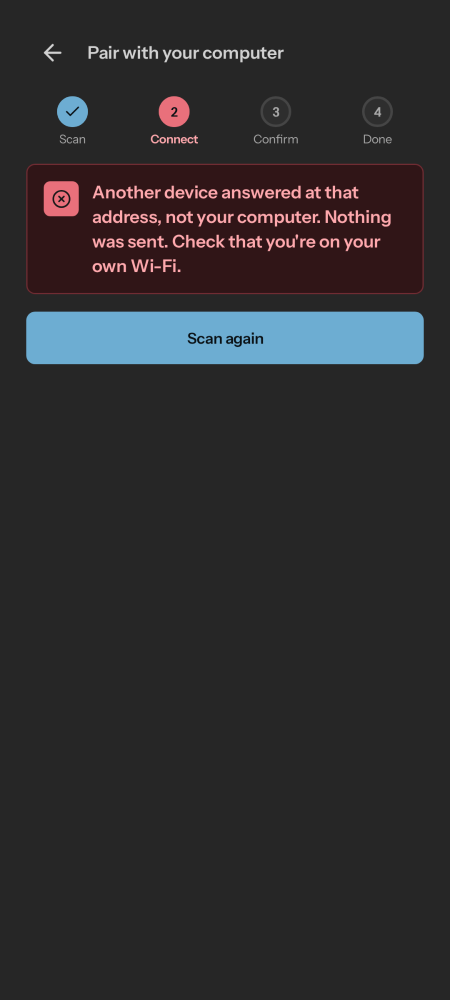 Pair with your computer
2
3
4
Scan
Connect
Confirm
Done
Another device answered at that
address, not your computer. Nothing
was sent. Check that you're on your
own Wi-Fi.
Scan again